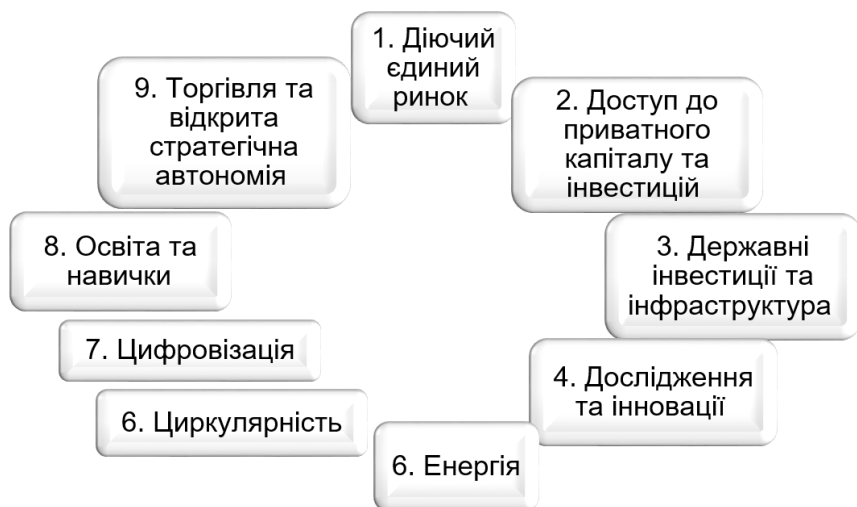 1. Діючий
єдиний
ринок
2. Доступ до
приватного
капіталу та
інвестицій
3. Державні
інвестиції та
інфраструктура
4. Дослідження
та інновації
6. Енергія
6. Циркулярність
7. Цифровізація
8. Освіта та
навички
9. Торгівля та
відкрита
стратегічна
автономія